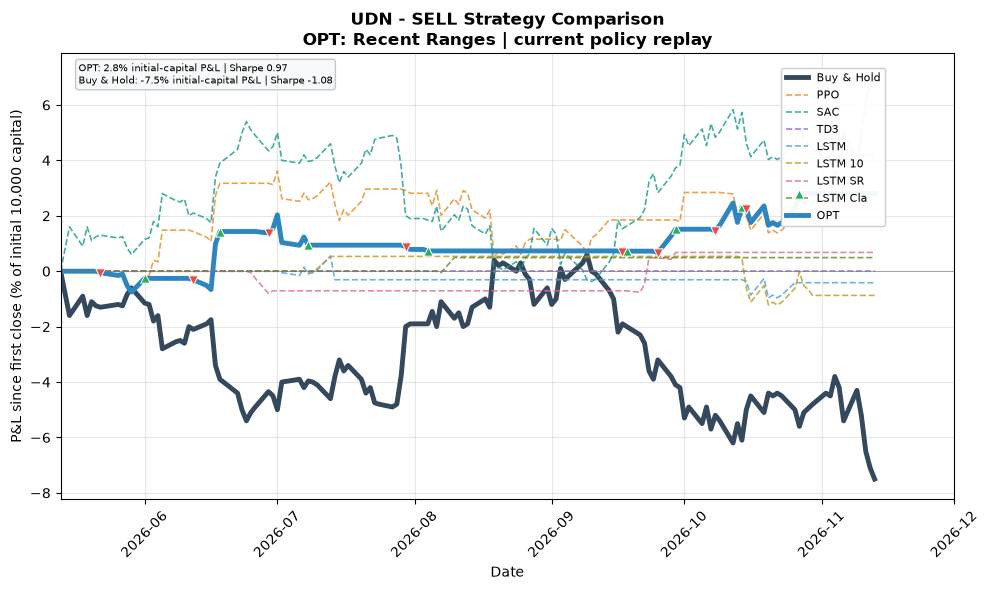 UDN - SELL Strategy Comparison
OPT: Recent Ranges | current policy replay
OPT: 2.8% initial-capital P&L | Sharpe 0.97
Buy & Hold: -7.5% initial-capital P&L | Sharpe -1.08
Buy & Hold
PPO
SAC
TD3
LSTM
LSTM 10
LSTM SR
LSTM Cla
OPT
P&L since first close (% of initial 10,000 capital)
6
4
2
0
−2
−4
−6
−8
2026-06
2026-07
2026-08
2026-09
2026-10
2026-11
2026-12
Date